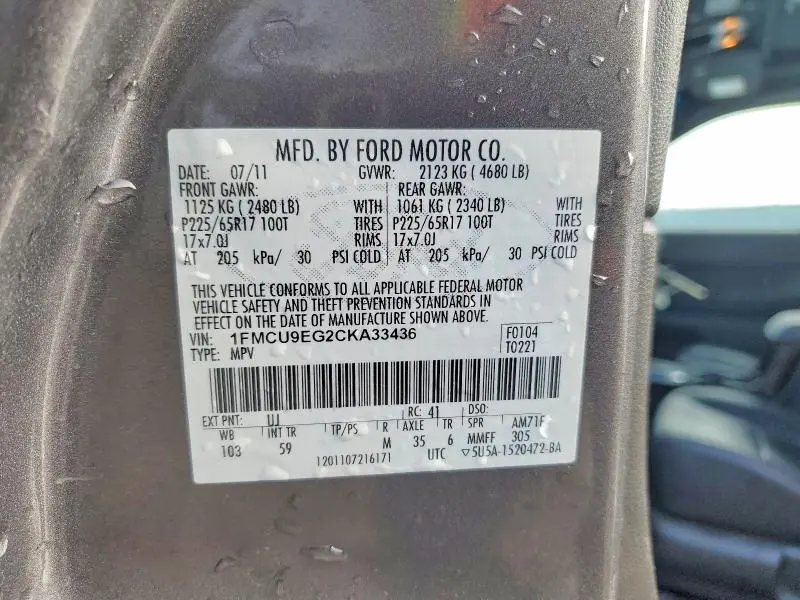 MFD. BY FORD MOTOR CO.
DATE: 07/11 GVWR: 2123 KG ( 4680 LB)
FRONT GAWR: REAR GAWR:
1125 KG ( 2480 LB) WITH 1061 KG ( 2340 LB) WITH
P225/65R17 100T TIRES P225/65R17 100T TIRES
17x7.0J RIMS 17x7.0J RIMS
AT 205 kPa/ 30 PSI COLD AT 205 kPa/ 30 PSI COLD
THIS VEHICLE CONFORMS TO ALL APPLICABLE FEDERAL MOTOR
VEHICLE SAFETY AND THEFT PREVENTION STANDARDS IN
EFFECT ON THE DATE OF MANUFACTURE SHOWN ABOVE.
VIN: 1FMCU9EG2CKA33436 F0104
TYPE: MPV T0221
EXT PNT: UJ RC: 41 DSO:
WB INT TR TP/PS R AXLE TR SPR AM71F
103 59 M 35 6 MMFF 305
1201107216171 UTC ▽5U5A-1520472-BA